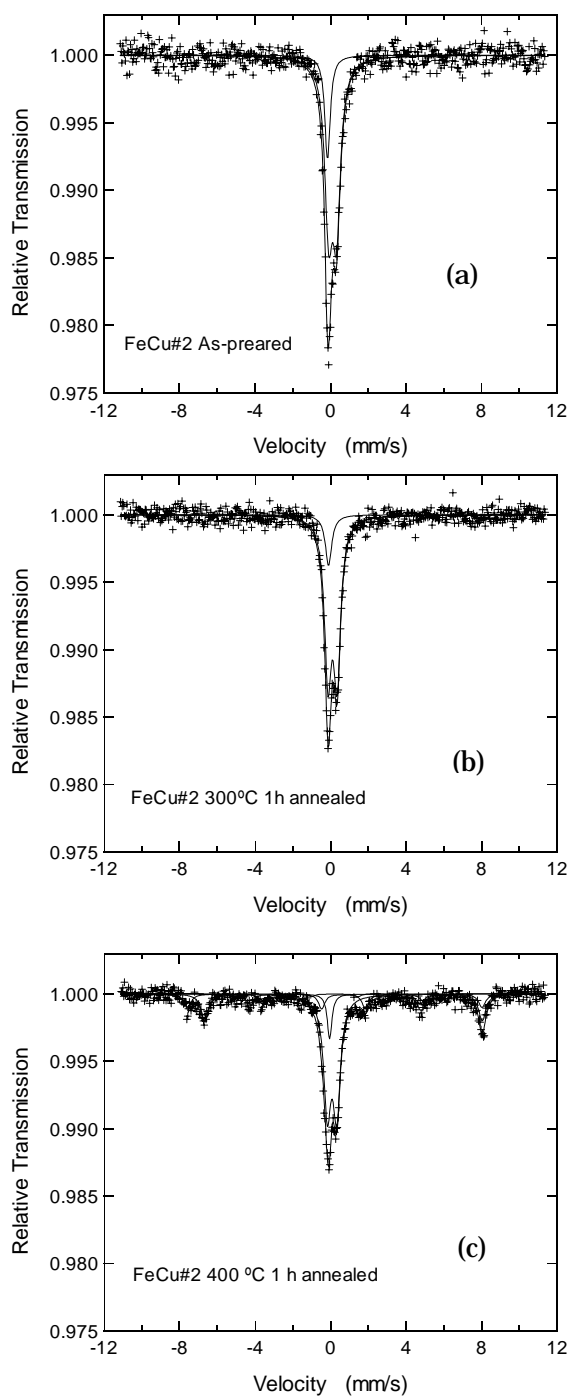 1.000
0.995
0.990
0.985
0.980
0.975
Relative Transmission
(a)
FeCu#2 As-preared
-12 -8 -4 0 4 8 12
Velocity (mm/s)
1.000
0.995
0.990
0.985
0.980
0.975
Relative Transmission
(b)
FeCu#2 300ºC 1h annealed
-12 -8 -4 0 4 8 12
Velocity (mm/s)
1.000
0.995
0.990
0.985
0.980
0.975
Relative Transmission
(c)
FeCu#2 400 ºC 1 h annealed
-12 -8 -4 0 4 8 12
Velocity (mm/s)